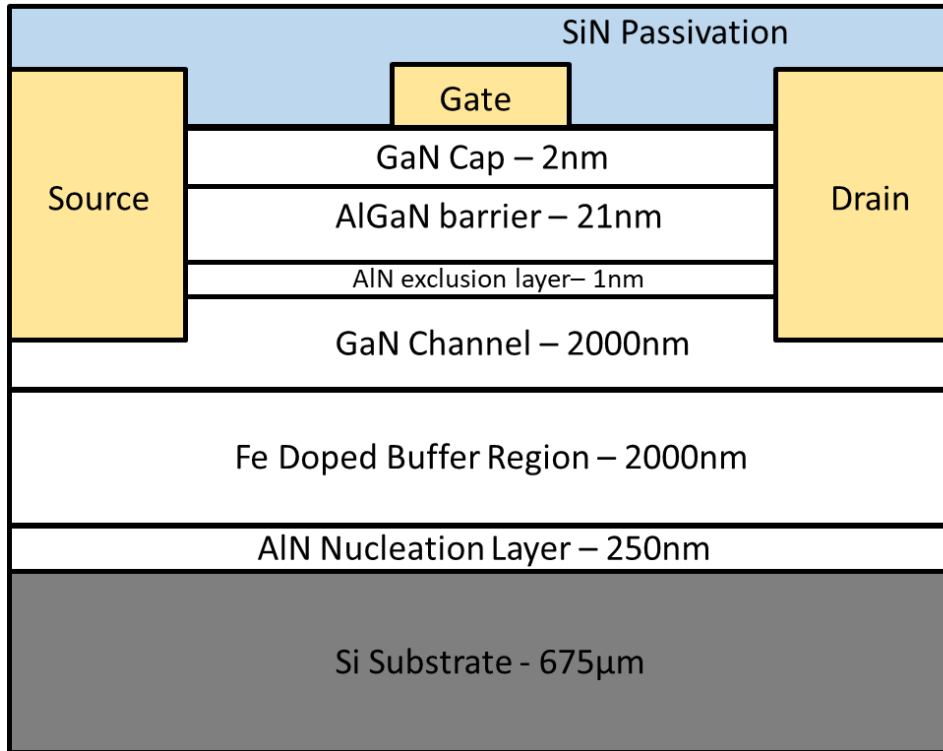 SiN Passivation
Gate
GaN Cap – 2nm
Source
Drain
AlGaN barrier – 21nm
AlN exclusion layer– 1nm
GaN Channel – 2000nm
Fe Doped Buffer Region – 2000nm
AlN Nucleation Layer – 250nm
Si Substrate - 675μm